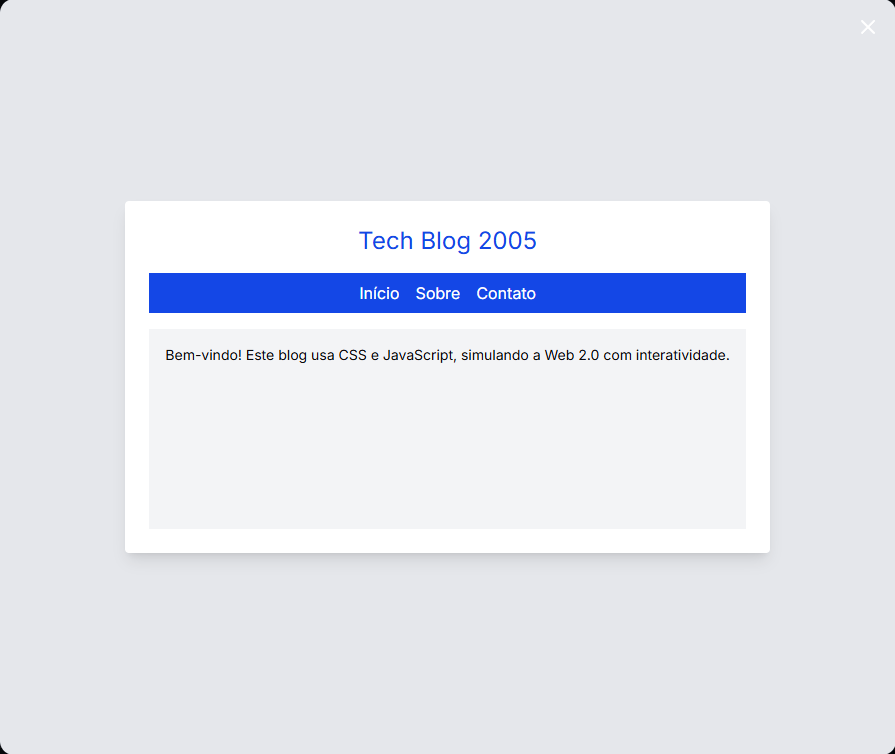 Tech Blog 2005
Início Sobre Contato
Bem-vindo! Este blog usa CSS e JavaScript, simulando a Web 2.0 com interatividade.